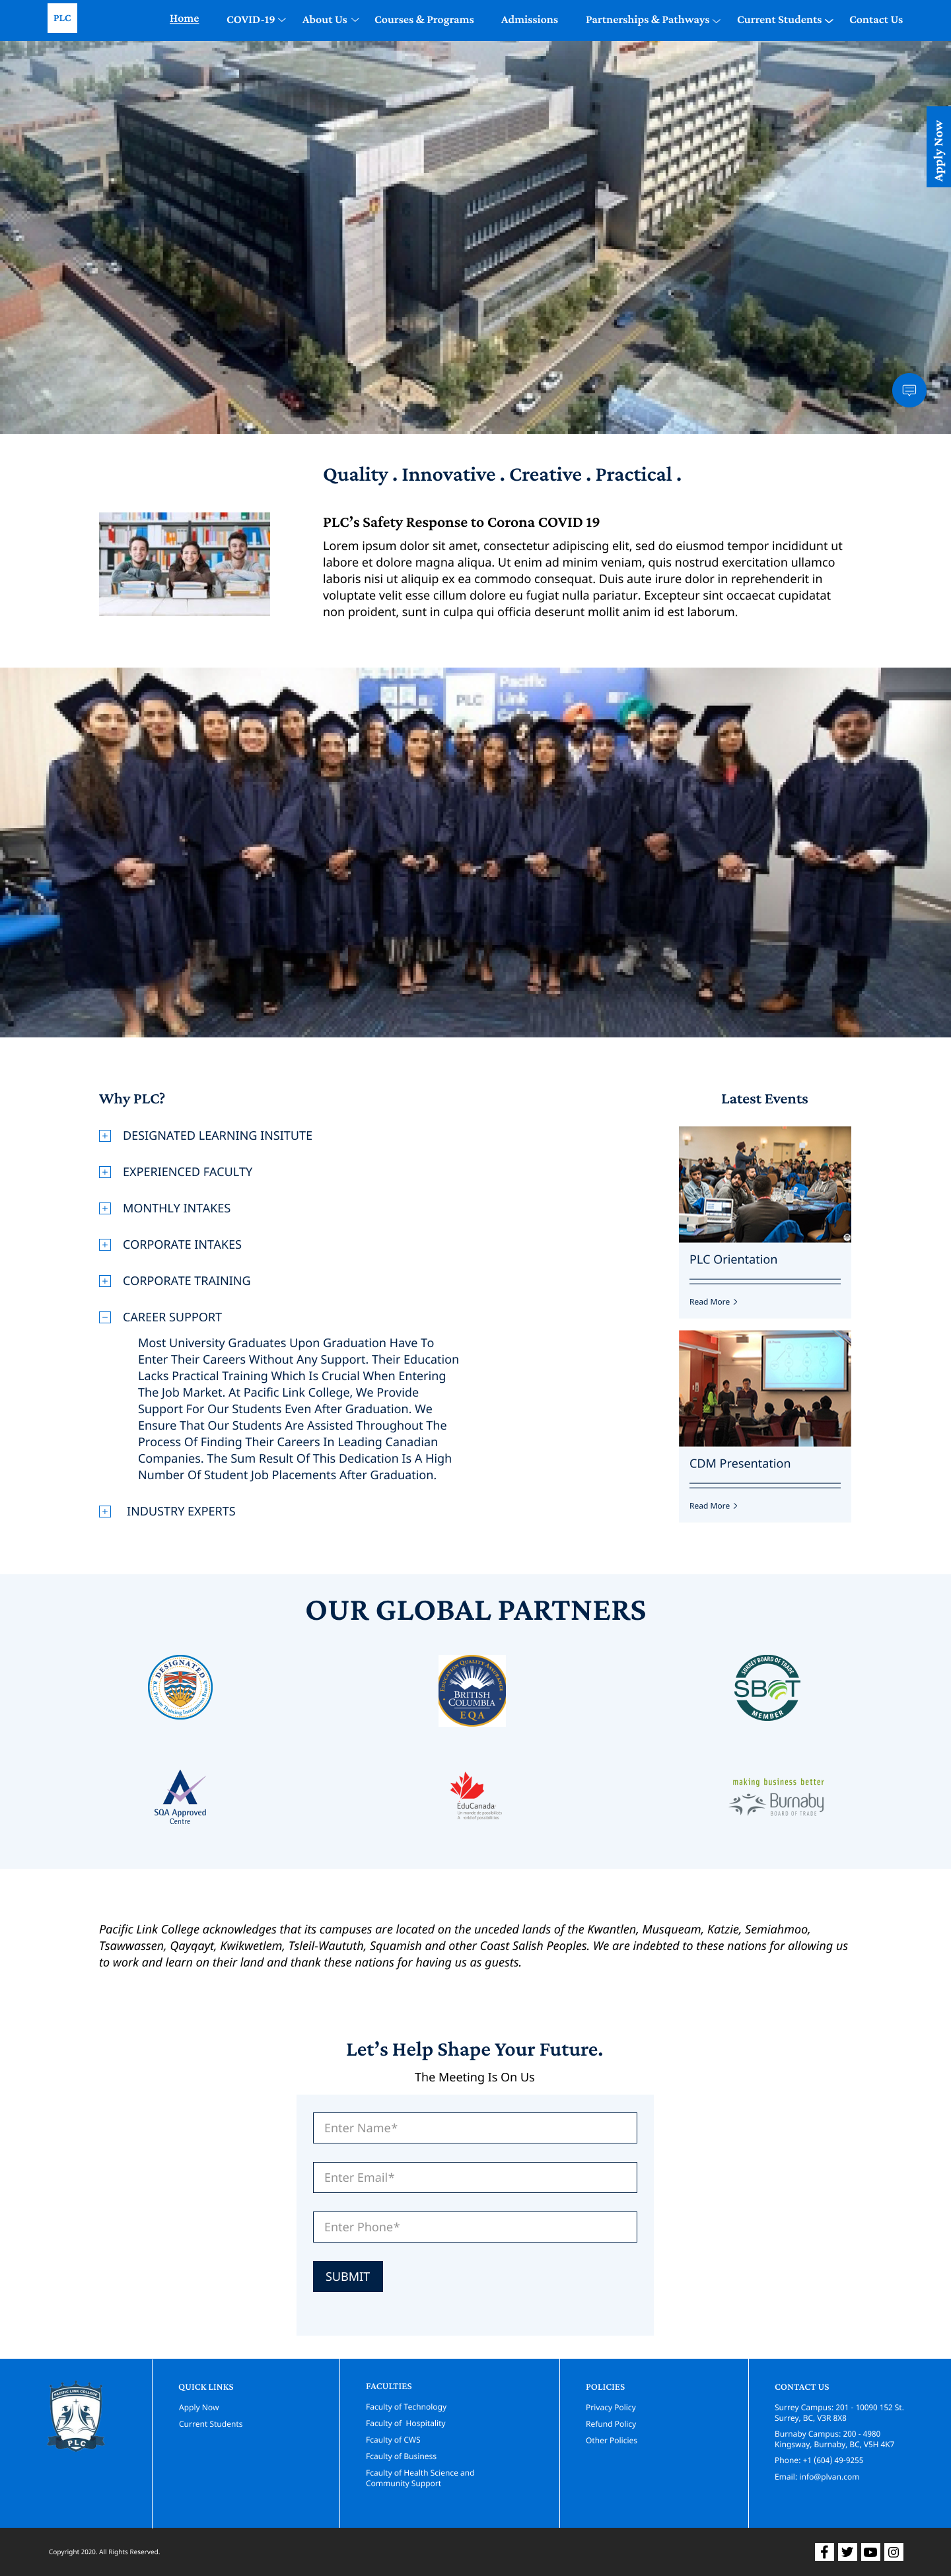 PLC
Home
COVID-19
About Us
Courses & Programs
Admissions
Partnerships & Pathways
Current Students
Contact Us
Apply Now
Quality . Innovative . Creative . Practical .
PLC’s Safety Response to Corona COVID 19
Lorem ipsum dolor sit amet, consectetur adipiscing elit, sed do eiusmod tempor incididunt ut
labore et dolore magna aliqua. Ut enim ad minim veniam, quis nostrud exercitation ullamco
laboris nisi ut aliquip ex ea commodo consequat. Duis aute irure dolor in reprehenderit in
voluptate velit esse cillum dolore eu fugiat nulla pariatur. Excepteur sint occaecat cupidatat
non proident, sunt in culpa qui officia deserunt mollit anim id est laborum.
PLC
Pacific
Link
Why PLC?
DESIGNATED LEARNING INSITUTE
EXPERIENCED FACULTY
MONTHLY INTAKES
CORPORATE INTAKES
CORPORATE TRAINING
CAREER SUPPORT
Most University Graduates Upon Graduation Have To
Enter Their Careers Without Any Support. Their Education
Lacks Practical Training Which Is Crucial When Entering
The Job Market. At Pacific Link College, We Provide
Support For Our Students Even After Graduation. We
Ensure That Our Students Are Assisted Throughout The
Process Of Finding Their Careers In Leading Canadian
Companies. The Sum Result Of This Dedication Is A High
Number Of Student Job Placements After Graduation.
INDUSTRY EXPERTS
Latest Events
PLC Orientation
Read More
CDM Presentation
Read More
OUR GLOBAL PARTNERS
DESIGNATED
B.C. Private Training Institutions Branch
EDUCATION QUALITY ASSURANCE
BRITISH
COLUMBIA
EQA
SURREY BOARD OF TRADE
SBOT
MEMBER
SQA Approved
Centre
ÉduCanada
making business better
Burnaby
BOARD OF TRADE
Pacific Link College acknowledges that its campuses are located on the unceded lands of the Kwantlen, Musqueam, Katzie, Semiahmoo,
Tsawwassen, Qayqayt, Kwikwetlem, Tsleil-Waututh, Squamish and other Coast Salish Peoples. We are indebted to these nations for allowing us
to work and learn on their land and thank these nations for having us as guests.
Let’s Help Shape Your Future.
The Meeting Is On Us
Enter Name*
Enter Email*
Enter Phone*
SUBMIT
PACIFIC LINK COLLEGE
PLC
QUICK LINKS
Apply Now
Current Students
FACULTIES
Faculty of Technology
Faculty of  Hospitality
Fcaulty of CWS
Fcaulty of Business
Fcaulty of Health Science and
Community Support
POLICIES
Privacy Policy
Refund Policy
Other Policies
CONTACT US
Surrey Campus: 201 - 10090 152 St.
Surrey, BC, V3R 8X8
Burnaby Campus: 200 - 4980
Kingsway, Burnaby, BC, V5H 4K7
Phone: +1 (604) 49-9255
Email: info@plvan.com
Copyright 2020. All Rights Reserved.